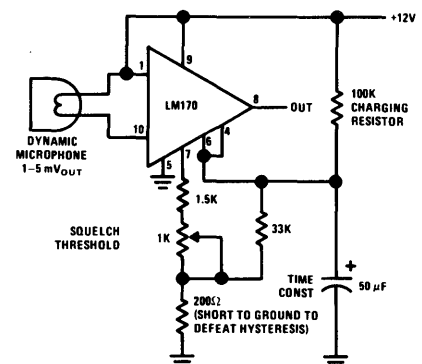 +12V
1
9
LM170
8
OUT
100K
CHARGING
RESISTOR
10
6
4
5
7
DYNAMIC
MICROPHONE
1–5 mVOUT
1.5K
SQUELCH
THRESHOLD
1K
33K
+
TIME
CONST
50 µF
200Ω
(SHORT TO GROUND TO
DEFEAT HYSTERESIS)